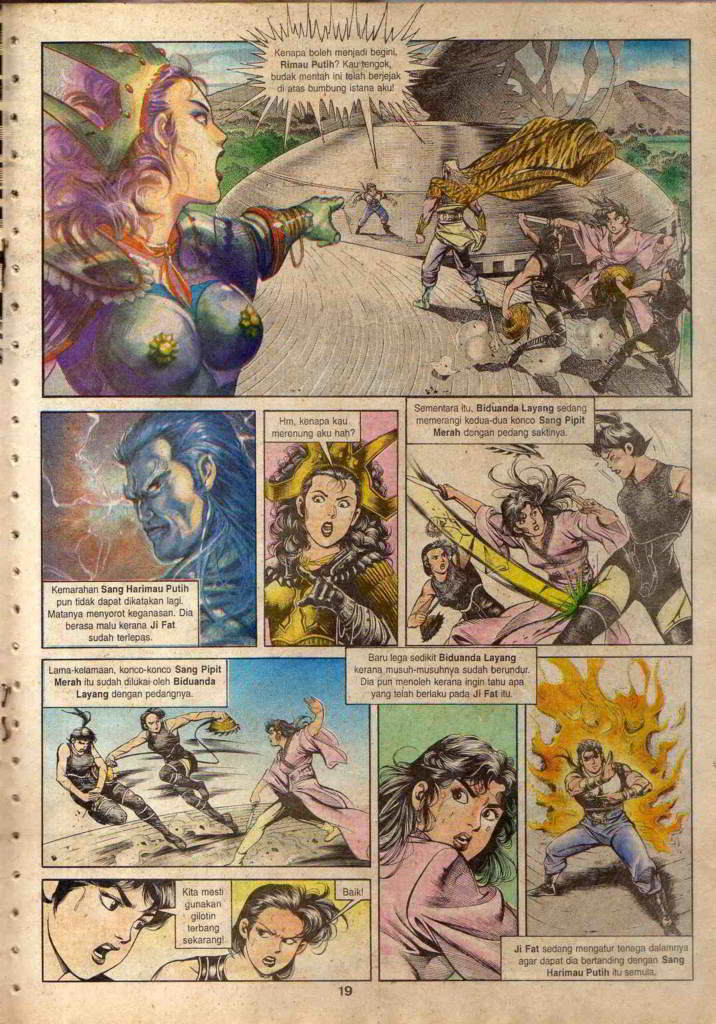 Kenapa boleh menjadi begini,
Rimau Putih? Kau tengok,
budak mentah ini telah berjejak
di atas bumbung istana aku!
Kemarahan Sang Harimau Putih
pun tidak dapat dikatakan lagi.
Matanya menyorot keganasan. Dia
berasa malu kerana Ji Fat
sudah terlepas.
Hm, kenapa kau
merenung aku hah?
Sementara itu, Biduanda Layang sedang
memerangi kedua-dua konco Sang Pipit
Merah dengan pedang saktinya.
Lama-kelamaan, konco-konco Sang Pipit
Merah itu sudah dilukai oleh Biduanda
Layang dengan pedangnya.
Baru lega sedikit Biduanda Layang
kerana musuh-musuhnya sudah berundur.
Dia pun menoleh kerana ingin tahu apa
yang telah berlaku pada Ji Fat itu.
Kita mesti
gunakan
gilotin
terbang
sekarang!
Baik!
Ji Fat sedang mengatur tenaga dalamnya
agar dapat dia bertanding dengan Sang
Harimau Putih itu semula.
19